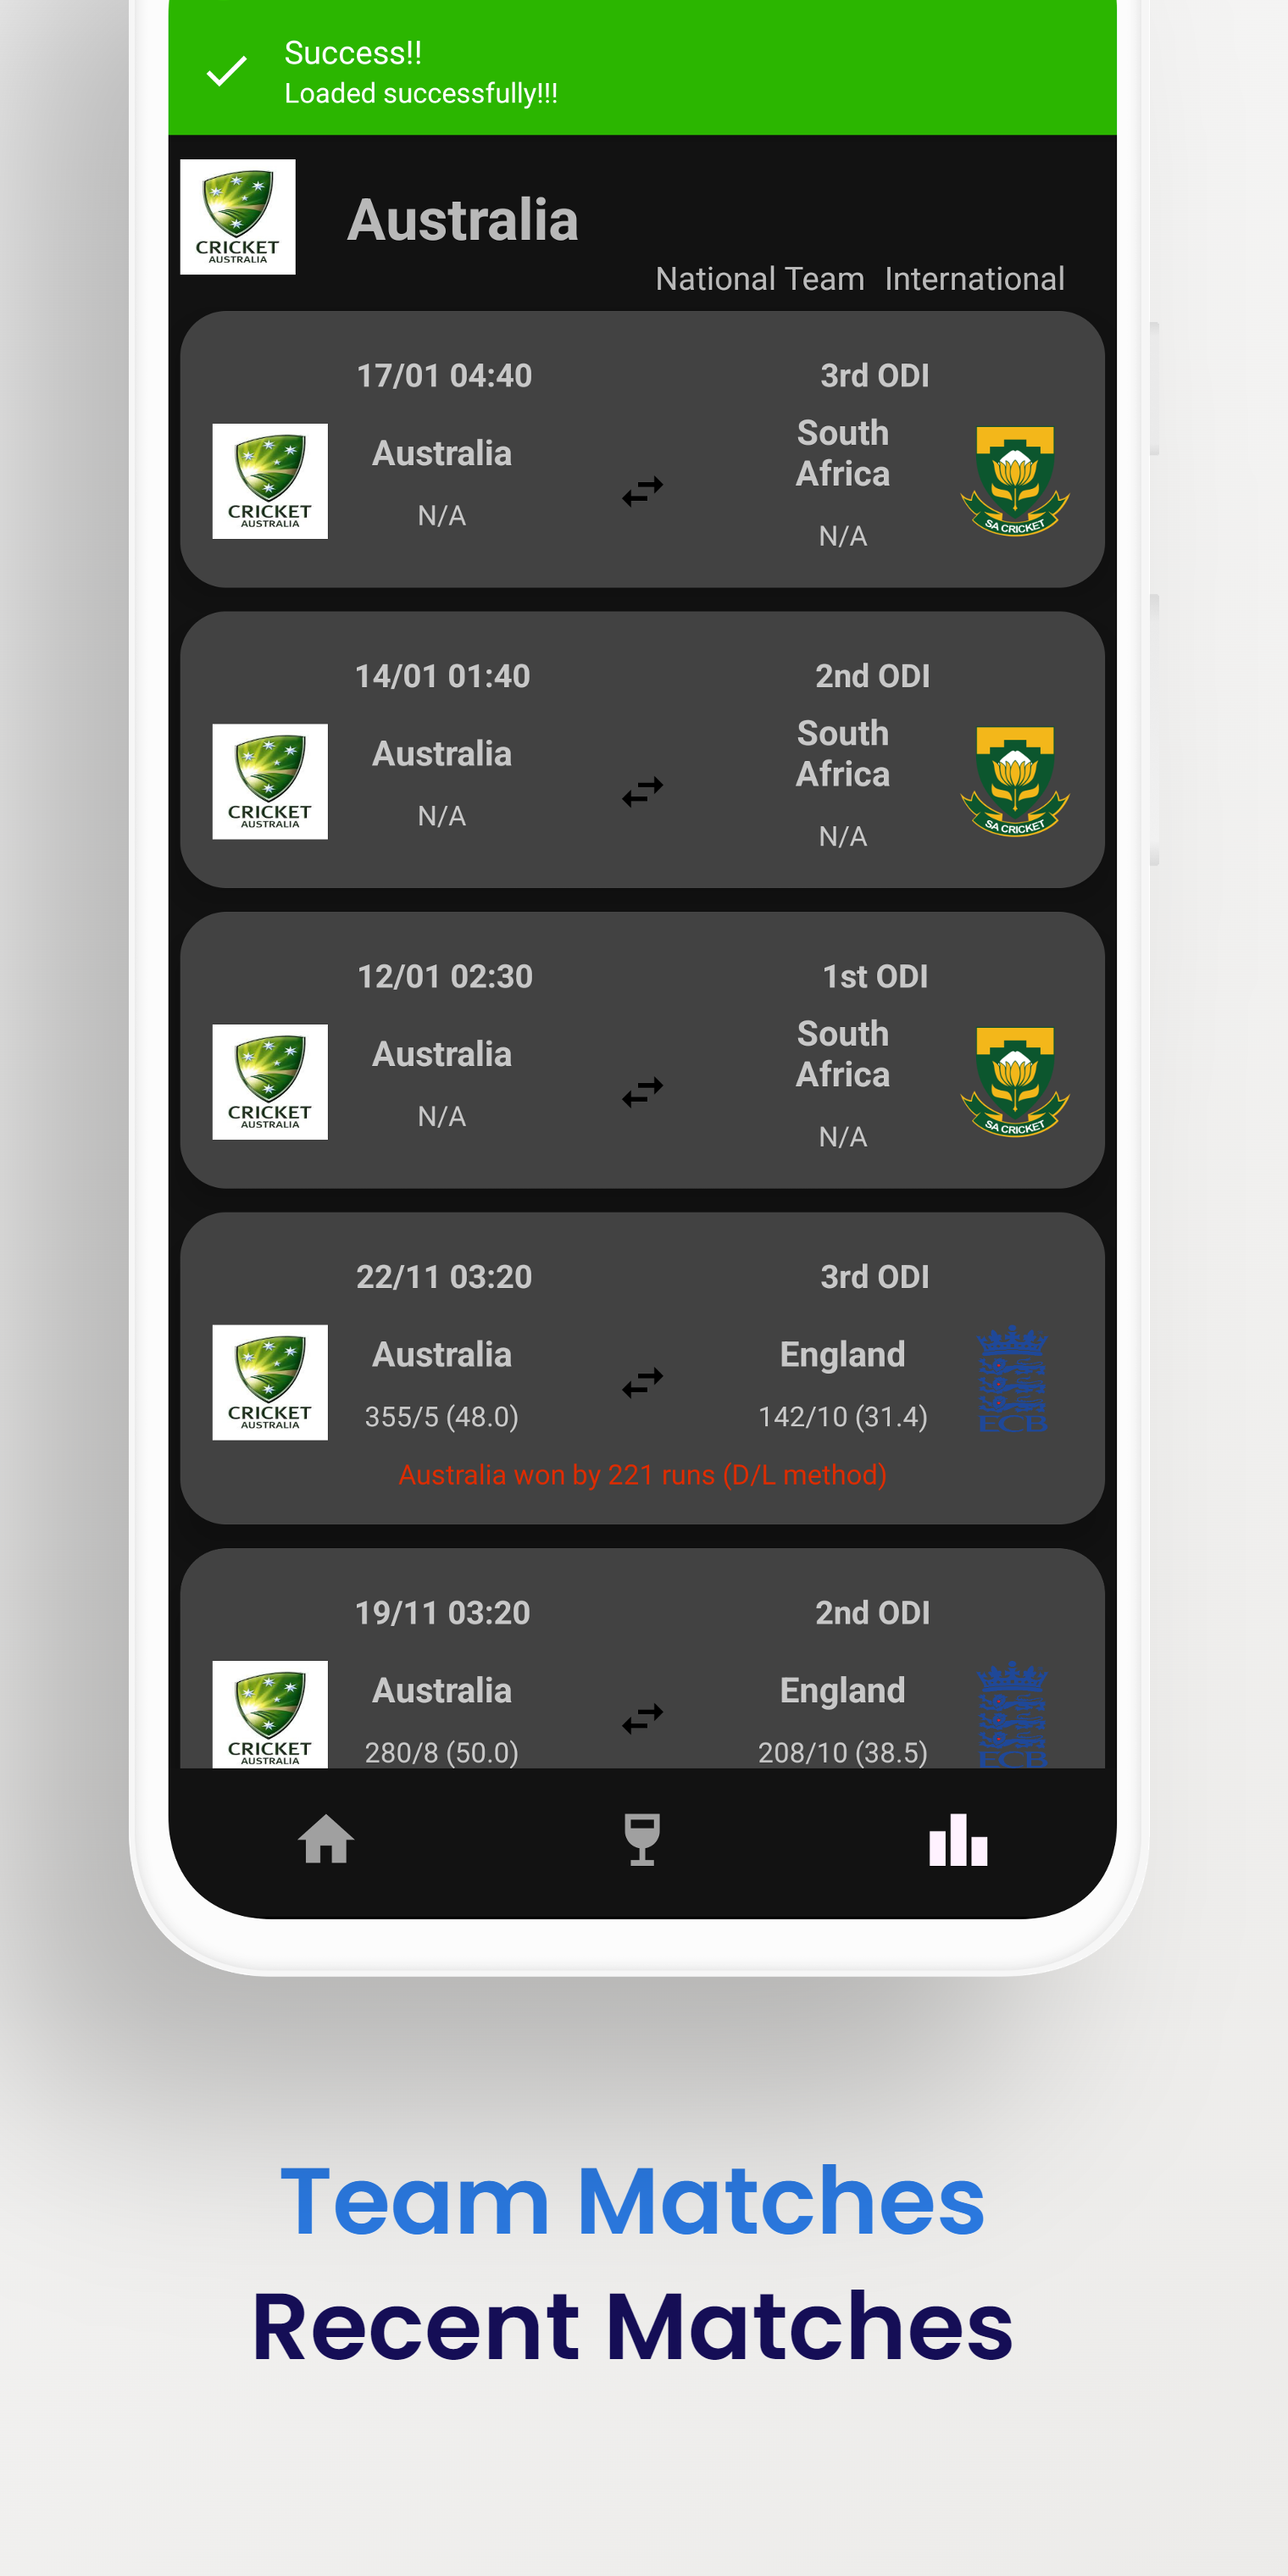 Success!!
Loaded successfully!!!
CRICKET
AUSTRALIA
Australia
National Team International
17/01 04:40 3rd ODI
CRICKET
AUSTRALIA
Australia
N/A
South
Africa
N/A
SA CRICKET
14/01 01:40 2nd ODI
CRICKET
AUSTRALIA
Australia
N/A
South
Africa
N/A
SA CRICKET
12/01 02:30 1st ODI
CRICKET
AUSTRALIA
Australia
N/A
South
Africa
N/A
SA CRICKET
22/11 03:20 3rd ODI
CRICKET
AUSTRALIA
Australia
355/5 (48.0)
England
142/10 (31.4)
ECB
Australia won by 221 runs (D/L method)
19/11 03:20 2nd ODI
CRICKET
AUSTRALIA
Australia
280/8 (50.0)
England
208/10 (38.5)
ECB
Team Matches
Recent Matches